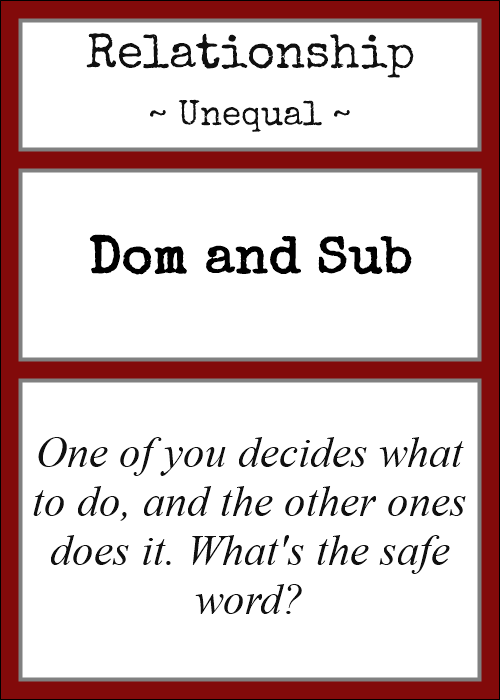 Relationship
~ Unequal ~
Dom and Sub
One of you decides what
to do, and the other ones
does it. What's the safe
word?